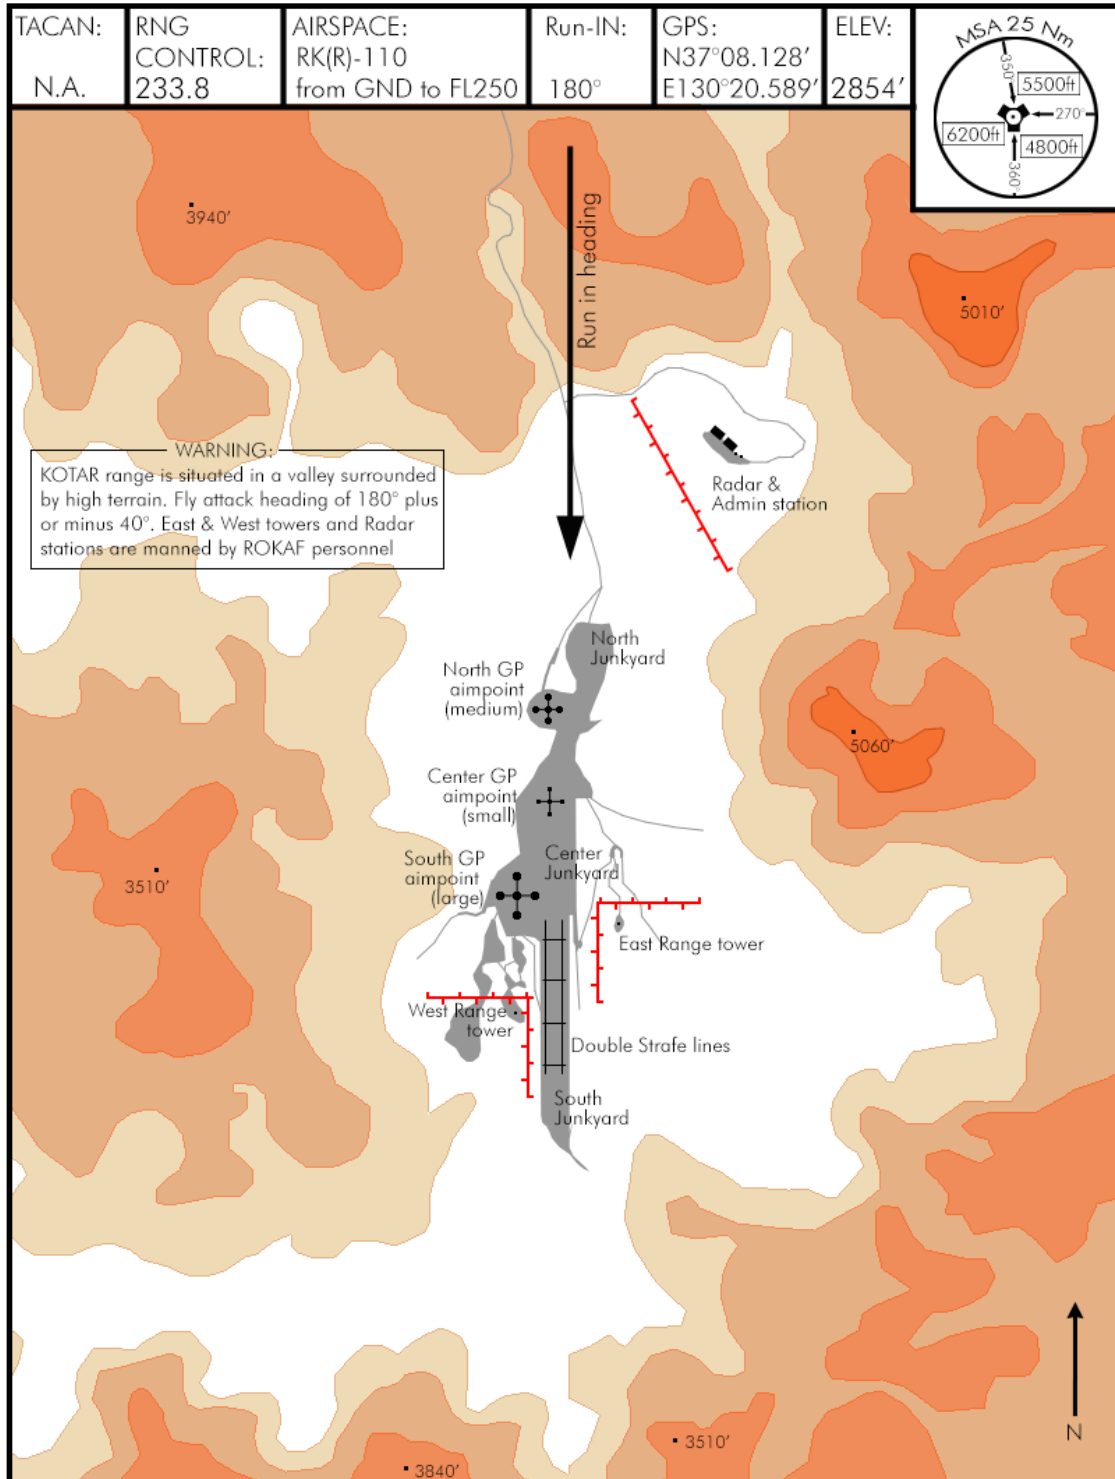 TACAN:
N.A.
RNG
CONTROL:
233.8
AIRSPACE:
RK(R)-110
from GND to FL250
Run-IN:
180°
GPS:
N37°08.128'
E130°20.589'
ELEV:
2854'
MSA 25 Nm
350°
5500ft
270°
6200ft
4800ft
360°
3940'
Run in heading
5010'
WARNING:
KOTAR range is situated in a valley surrounded
by high terrain. Fly attack heading of 180° plus
or minus 40°. East & West towers and Radar
stations are manned by ROKAF personnel
Radar &
Admin station
North
Junkyard
North GP
aimpoint
(medium)
5060'
Center GP
aimpoint
(small)
Center
Junkyard
South GP
aimpoint
(large)
3510'
East Range tower
West Range
tower
Double Strafe lines
South
Junkyard
N
3510'
3840'